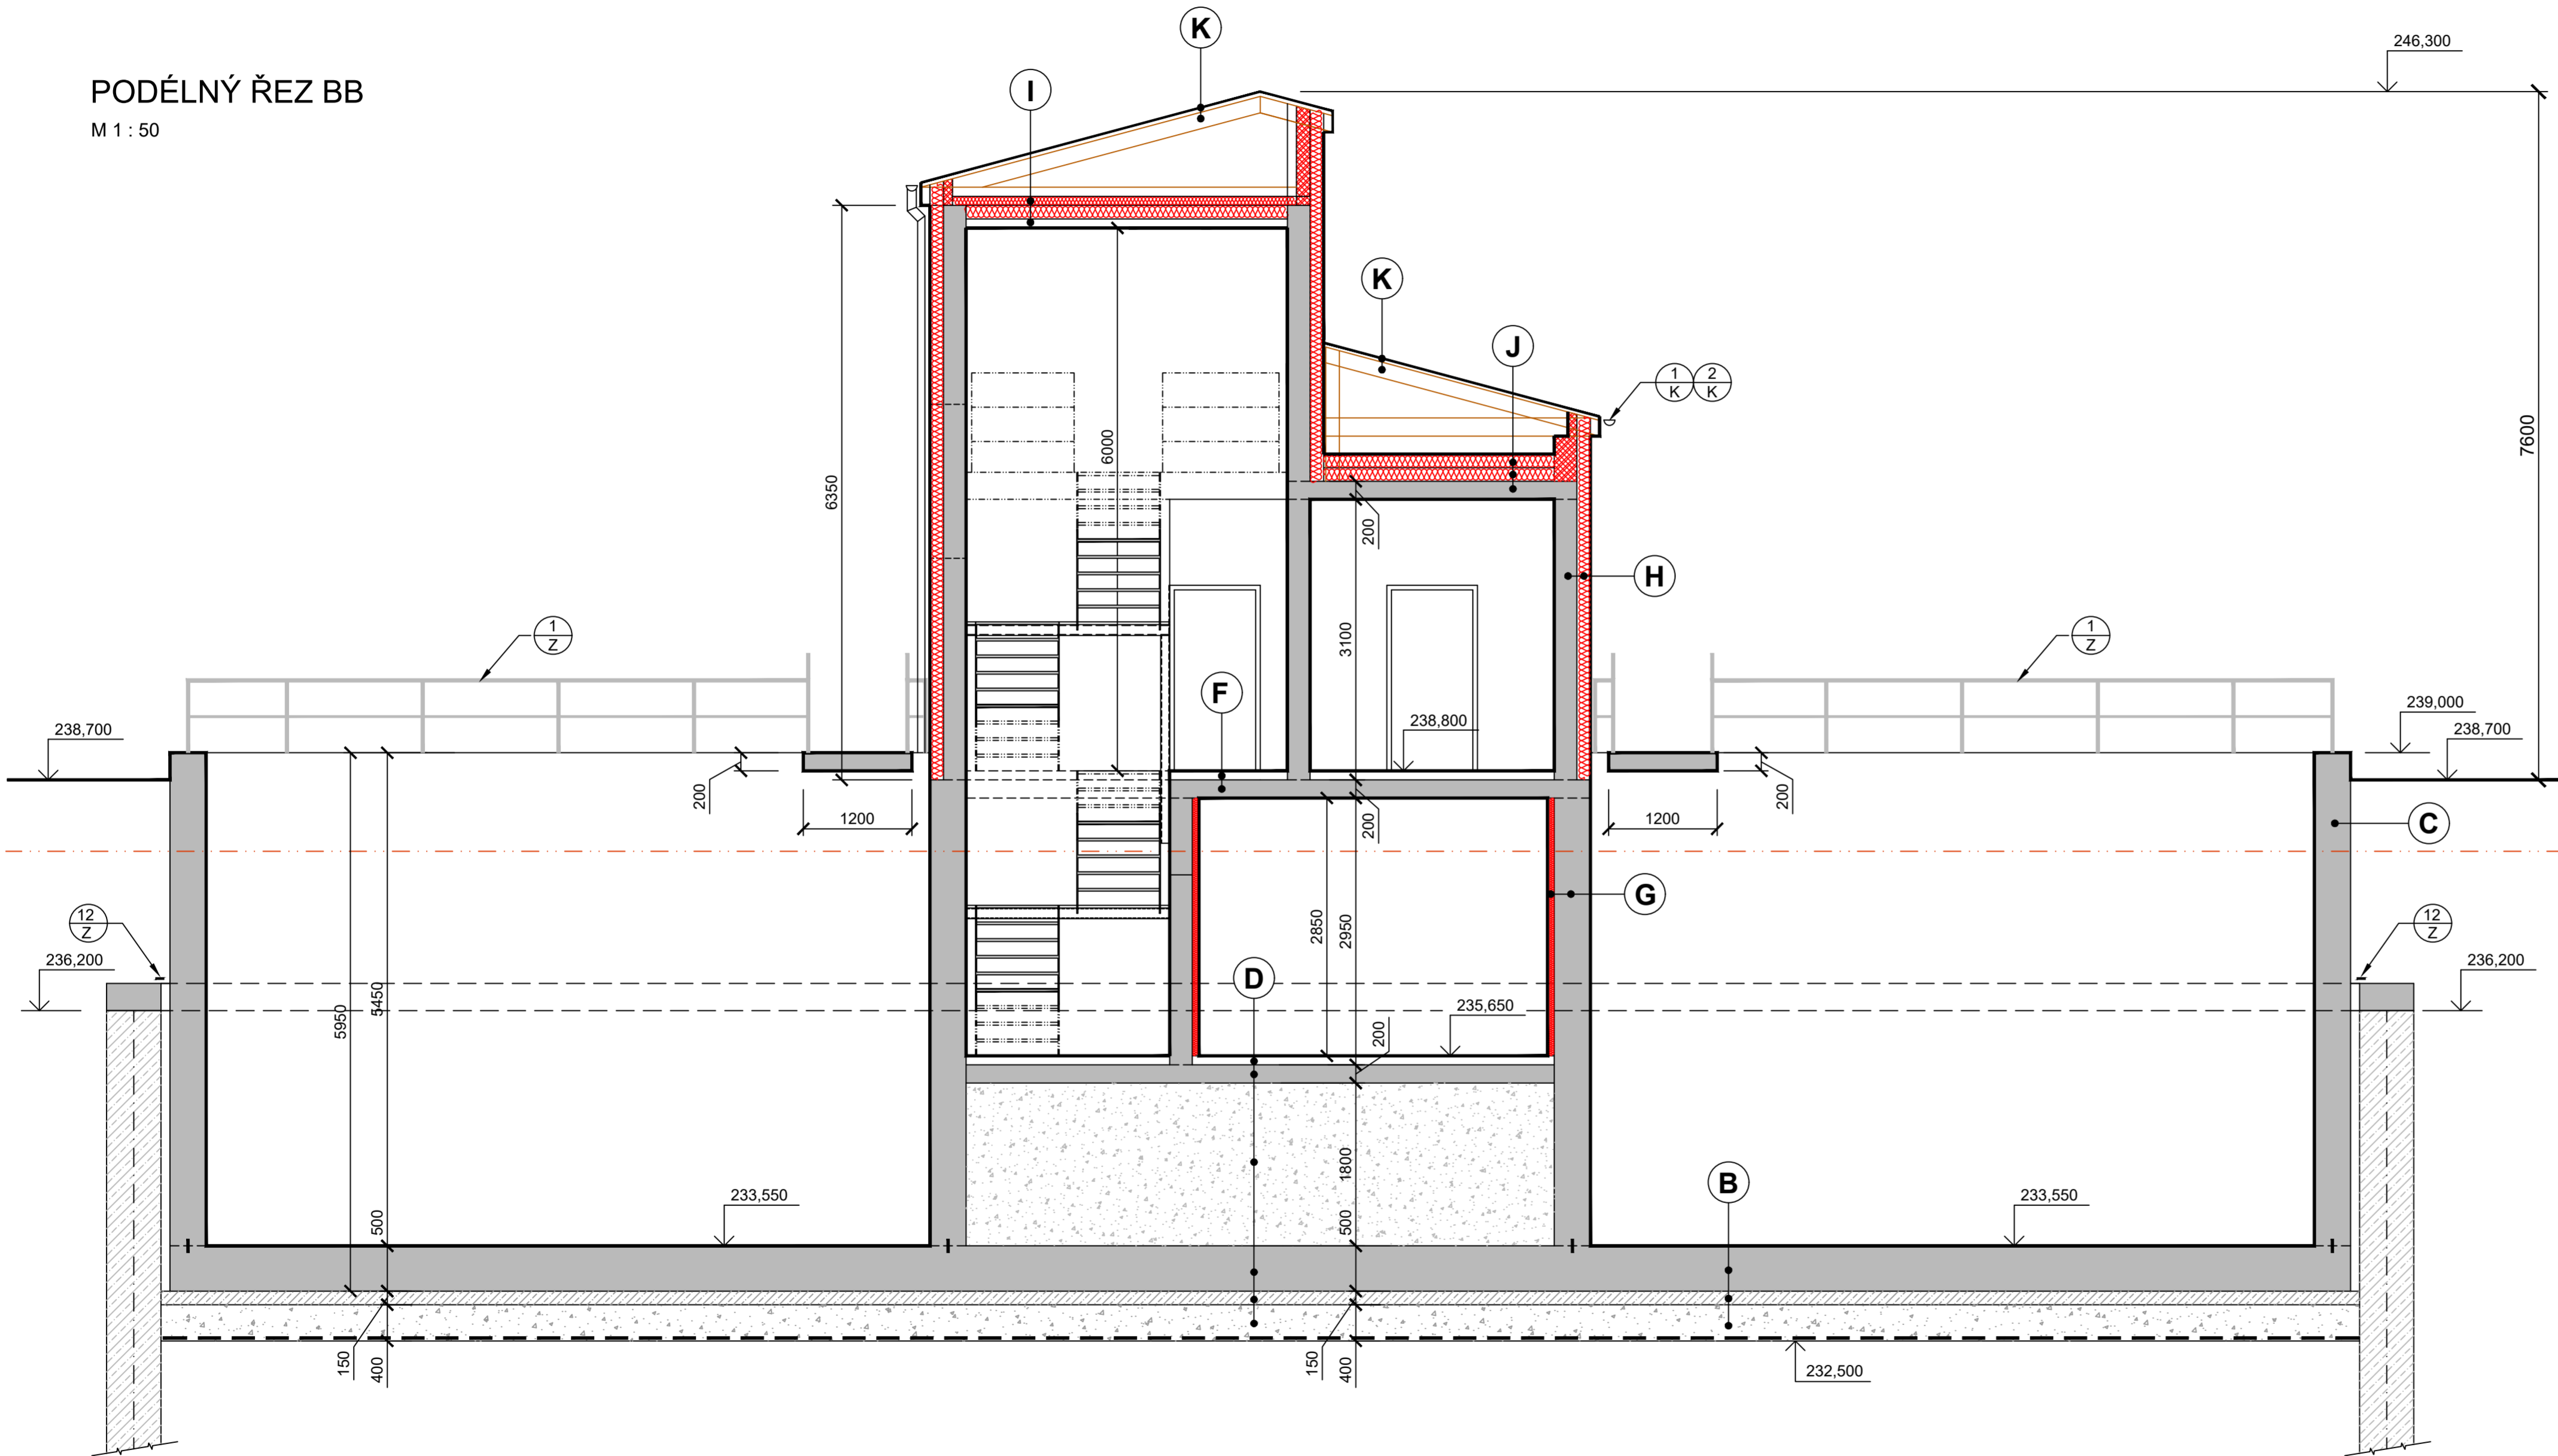 K
246,300
PODÉLNÝ ŘEZ BB
I
M 1 : 50
K
J
1
K
2
K
7600
6000
6350
200
H
1
Z
1
Z
3100
F
238,700
238,800
239,000
238,700
200
1200
200
1200
200
C
G
12
Z
12
Z
236,200
2850
2950
236,200
D
5950
5450
235,650
200
1800
B
233,550
233,550
500
500
150
400
150
400
232,500